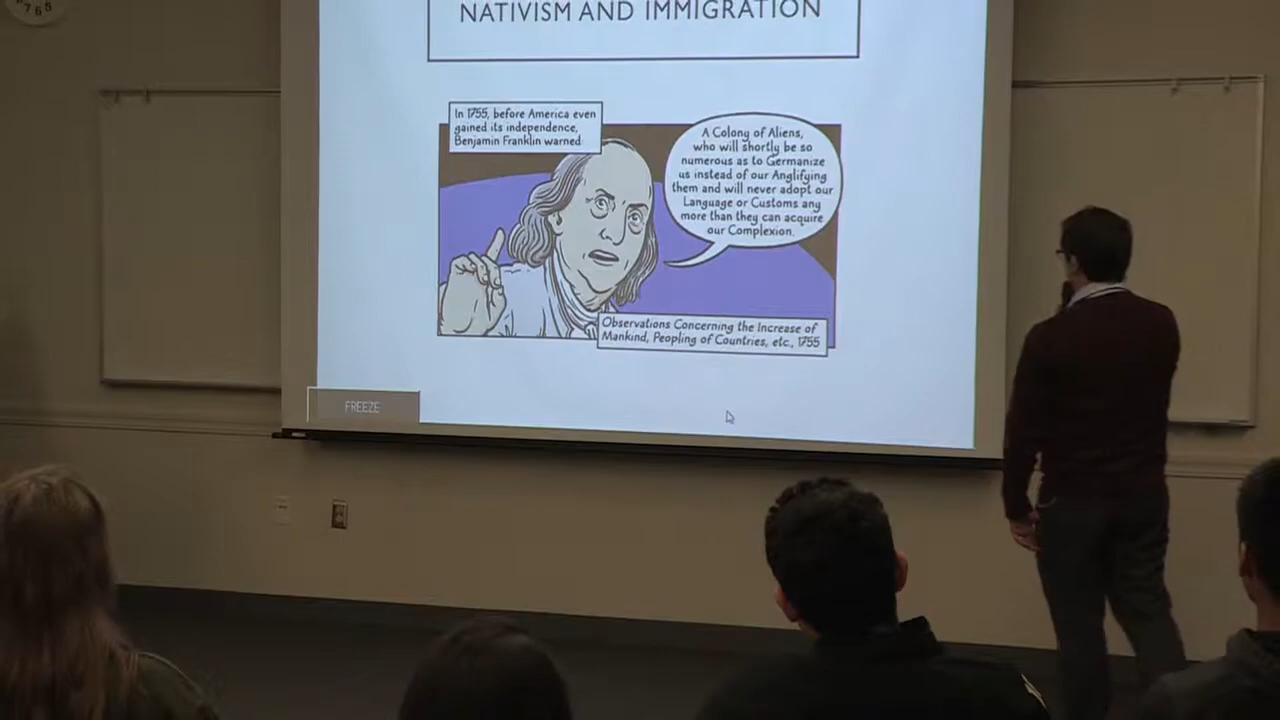 7 6 5
NATIVISM AND IMMIGRATION
In 1755, before America even
gained its independence,
Benjamin Franklin warned
A Colony of Aliens,
who will shortly be so
numerous as to Germanize
us instead of our Anglifying
them and will never adopt our
Language or Customs any
more than they can acquire
our Complexion.
Observations Concerning the Increase of
Mankind, Peopling of Countries, etc., 1755
FREEZE